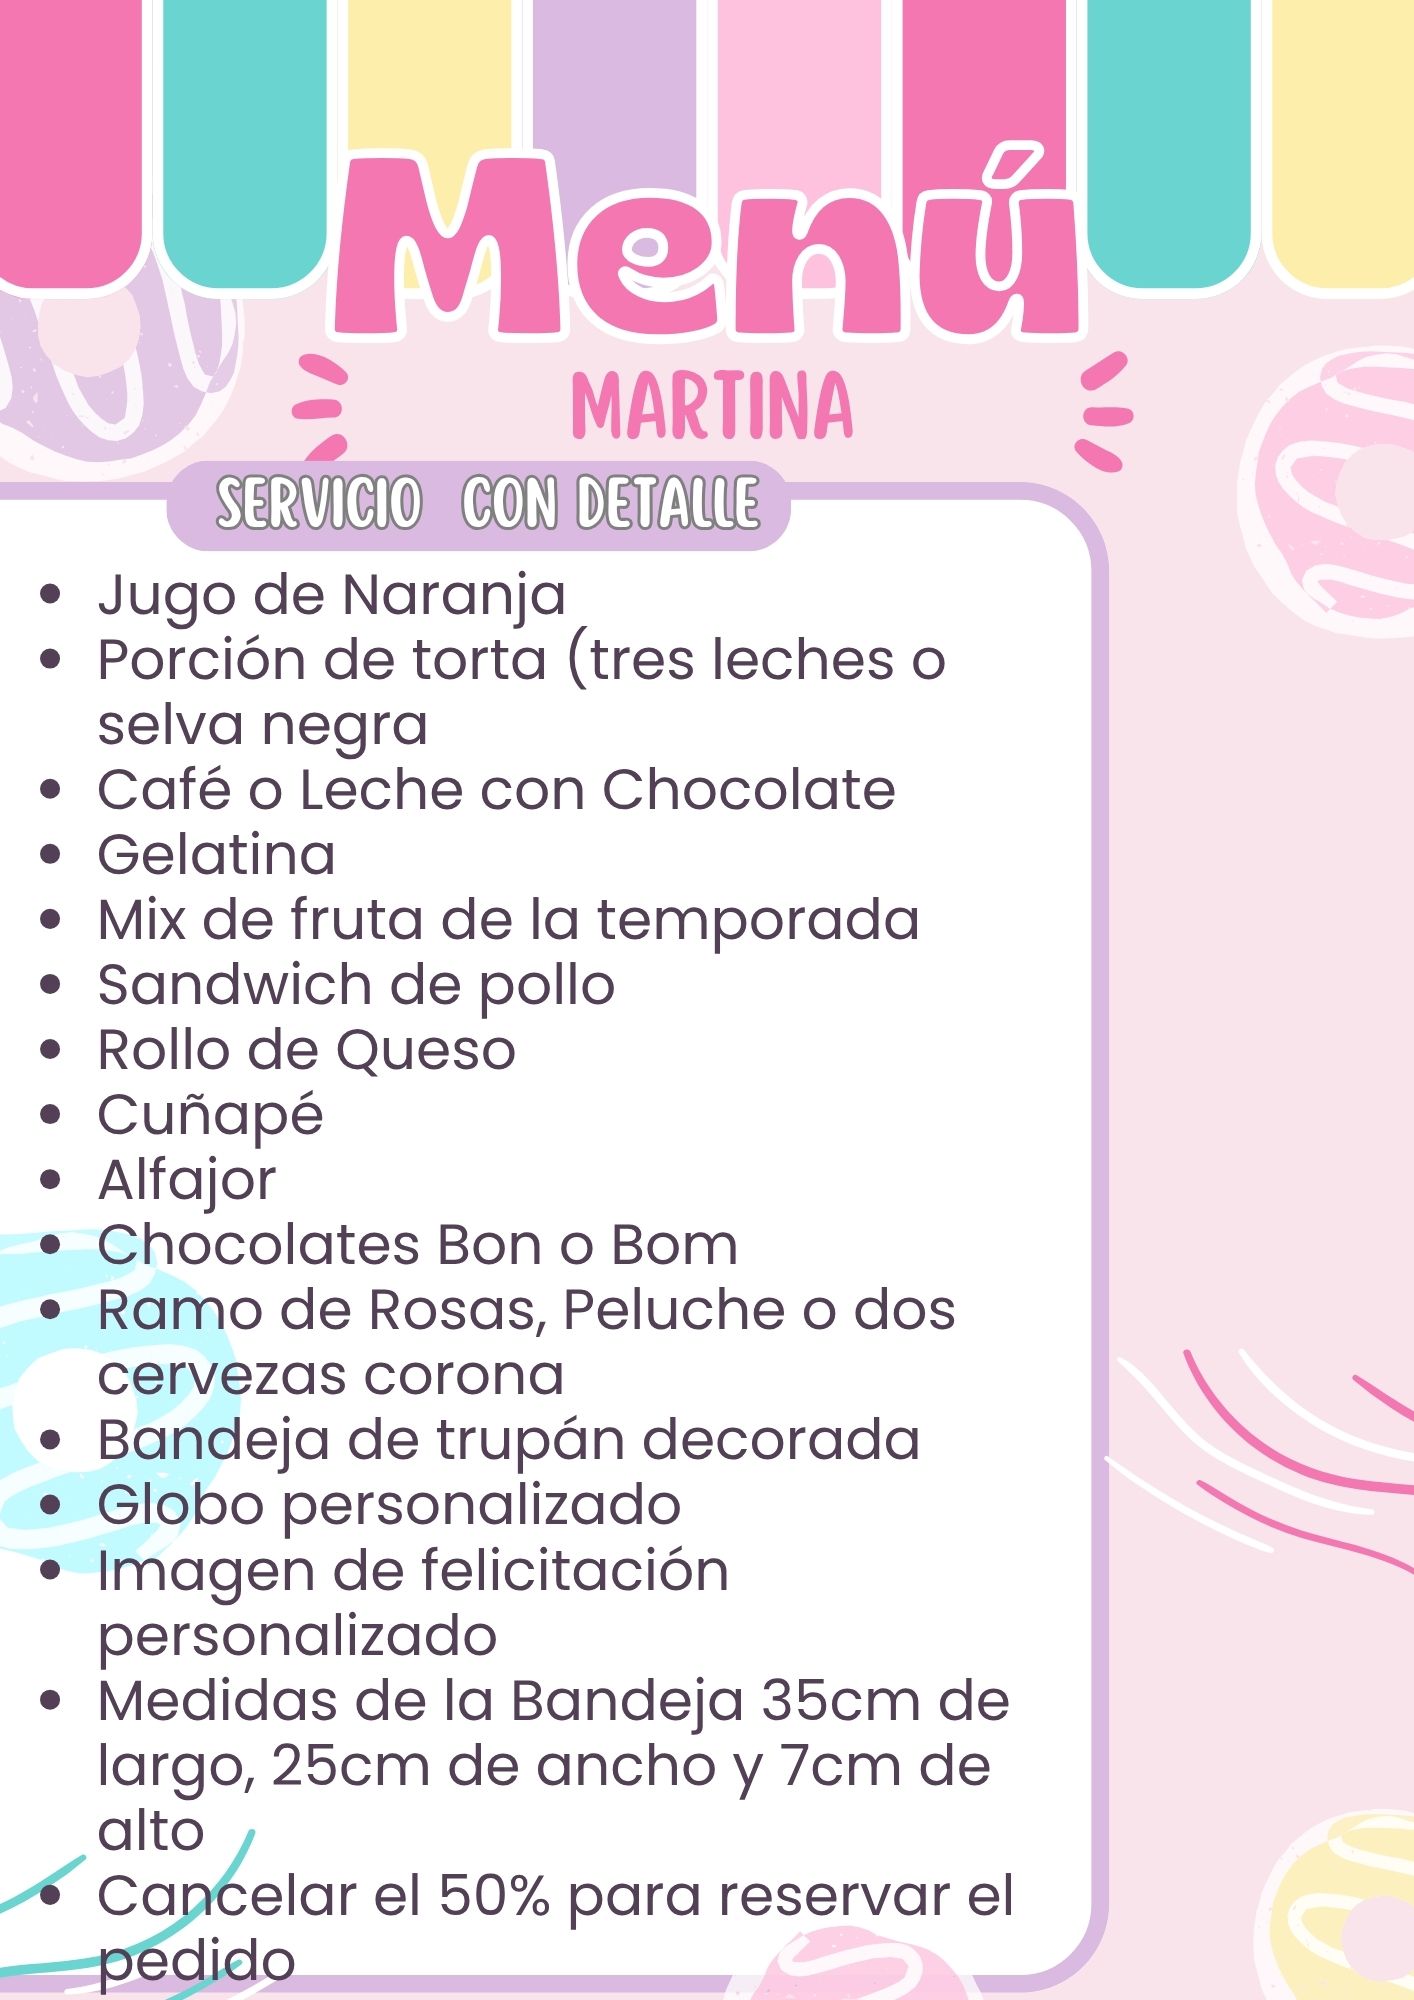 Menú
MARTINA
SERVICIO CON DETALLE
• Jugo de Naranja
• Porción de torta (tres leches o
selva negra
• Café o Leche con Chocolate
• Gelatina
• Mix de fruta de la temporada
• Sandwich de pollo
• Rollo de Queso
• Cuñapé
• Alfajor
• Chocolates Bon o Bom
• Ramo de Rosas, Peluche o dos
cervezas corona
• Bandeja de trupán decorada
• Globo personalizado
• Imagen de felicitación
personalizado
• Medidas de la Bandeja 35cm de
largo, 25cm de ancho y 7cm de
alto
• Cancelar el 50% para reservar el
pedido